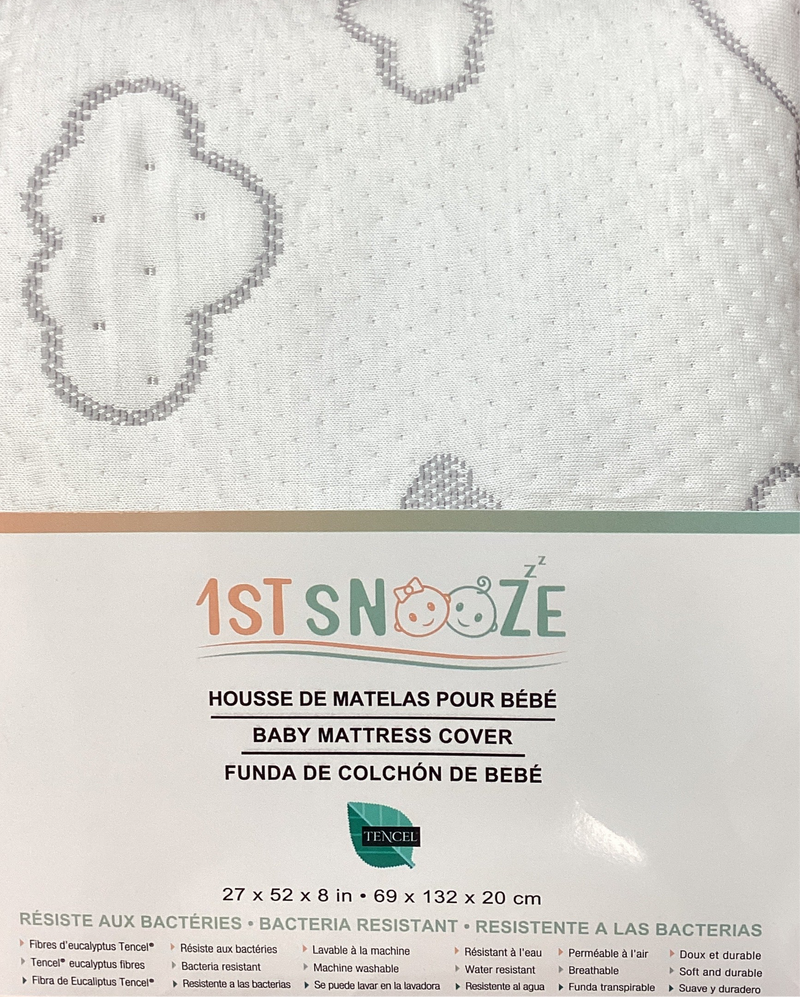 1ST SNOOZE zz
HOUSSE DE MATELAS POUR BÉBÉ
BABY MATTRESS COVER
FUNDA DE COLCHÓN DE BEBÉ
TENCEL
27 x 52 x 8 in • 69 x 132 x 20 cm
RÉSISTE AUX BACTÉRIES • BACTERIA RESISTANT • RESISTENTE A LAS BACTERIAS
Fibres d'eucalyptus Tencel® Résiste aux bactéries Lavable à la machine Résistant à l'eau Perméable à l'air Doux et durable
Tencel® eucalyptus fibres Bacteria resistant Machine washable Water resistant Breathable Soft and durable
Fibra de Eucaliptus Tencel® Resistente a las bacterias Se puede lavar en la lavadora Resistente al agua Funda transpirable Suave y duradero